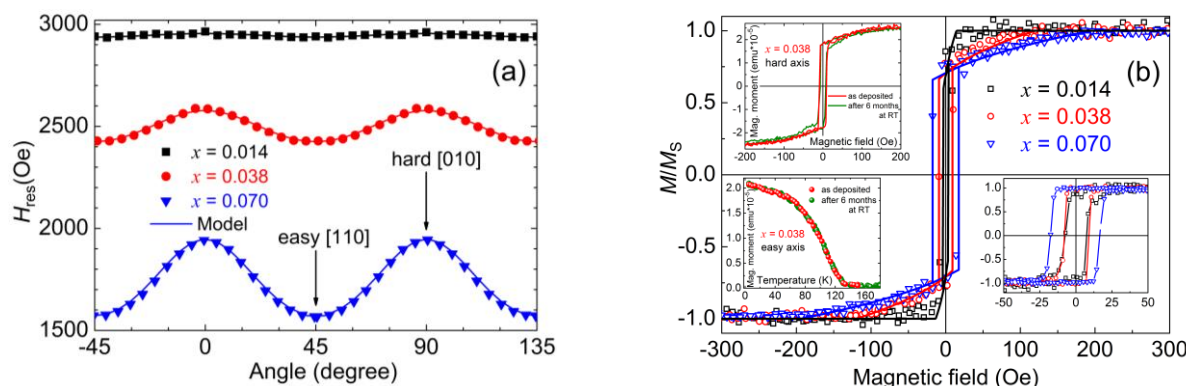 3000
2500
2000
1500
H_res(Oe)
(a)
x = 0.014
x = 0.038
x = 0.070
Model
hard [010]
easy [110]
-45 0 45 90 135
Angle (degree)
1.0
0.5
0.0
-0.5
-1.0
M/M_S
(b)
x = 0.014
x = 0.038
x = 0.070
-300 -200 -100 0 100 200 300
Magnetic field (Oe)
2
1
0
-1
-2
Mag. moment (emu*10^-5)
x = 0.038
hard axis
as deposited
after 6 months
at RT
-200 -100 0 100 200
Magnetic field (Oe)
2.0
1.5
1.0
0.5
0.0
Mag. moment (emu*10^-5)
as deposited
after 6 months
at RT
x = 0.038
easy axis
Temperature (K)
0 40 80 120 160
1.0
0.5
0.0
-0.5
-1.0
-50 -25 0 25 50